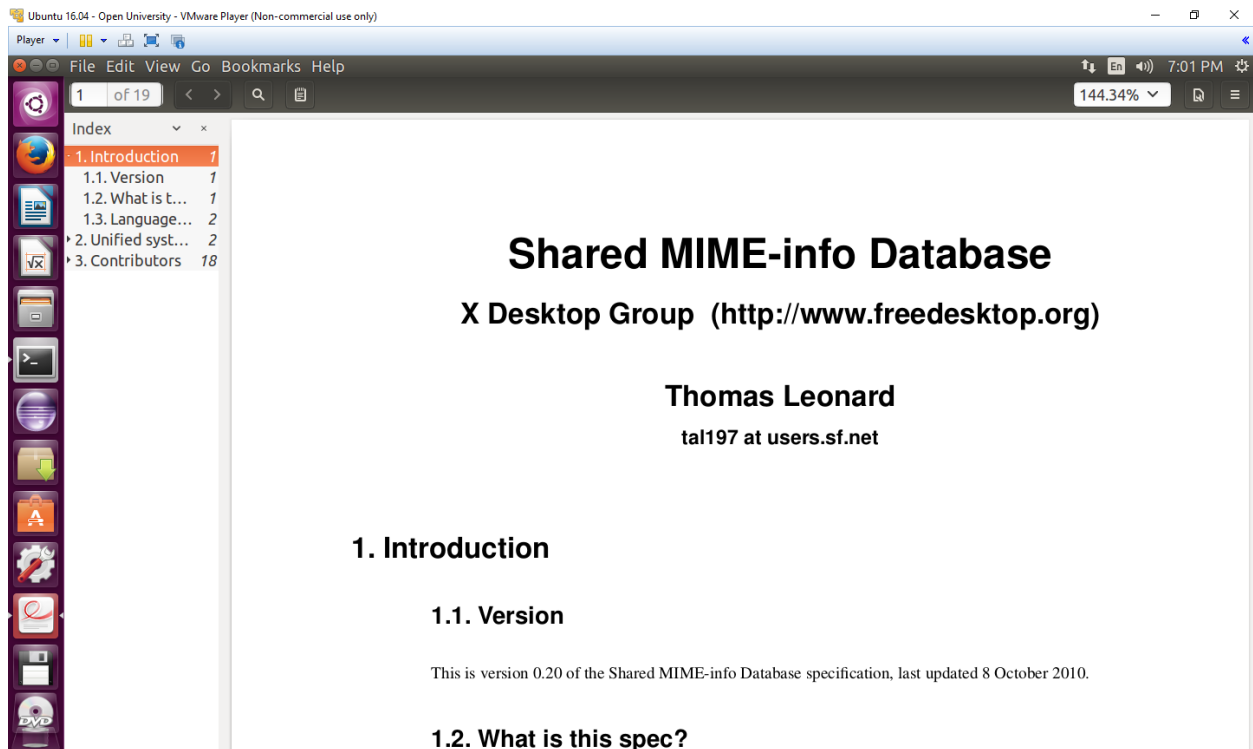 Ubuntu 16.04 - Open University - VMware Player (Non-commercial use only)
Player
File Edit View Go Bookmarks Help
En
7:01 PM
1 of 19
144.34%
Index
1. Introduction 1
1.1. Version 1
1.2. What is t... 1
1.3. Language... 2
2. Unified syst... 2
3. Contributors 18
Shared MIME-info Database
X Desktop Group (http://www.freedesktop.org)
Thomas Leonard
tal197 at users.sf.net
1. Introduction
1.1. Version
This is version 0.20 of the Shared MIME-info Database specification, last updated 8 October 2010.
1.2. What is this spec?
DVD